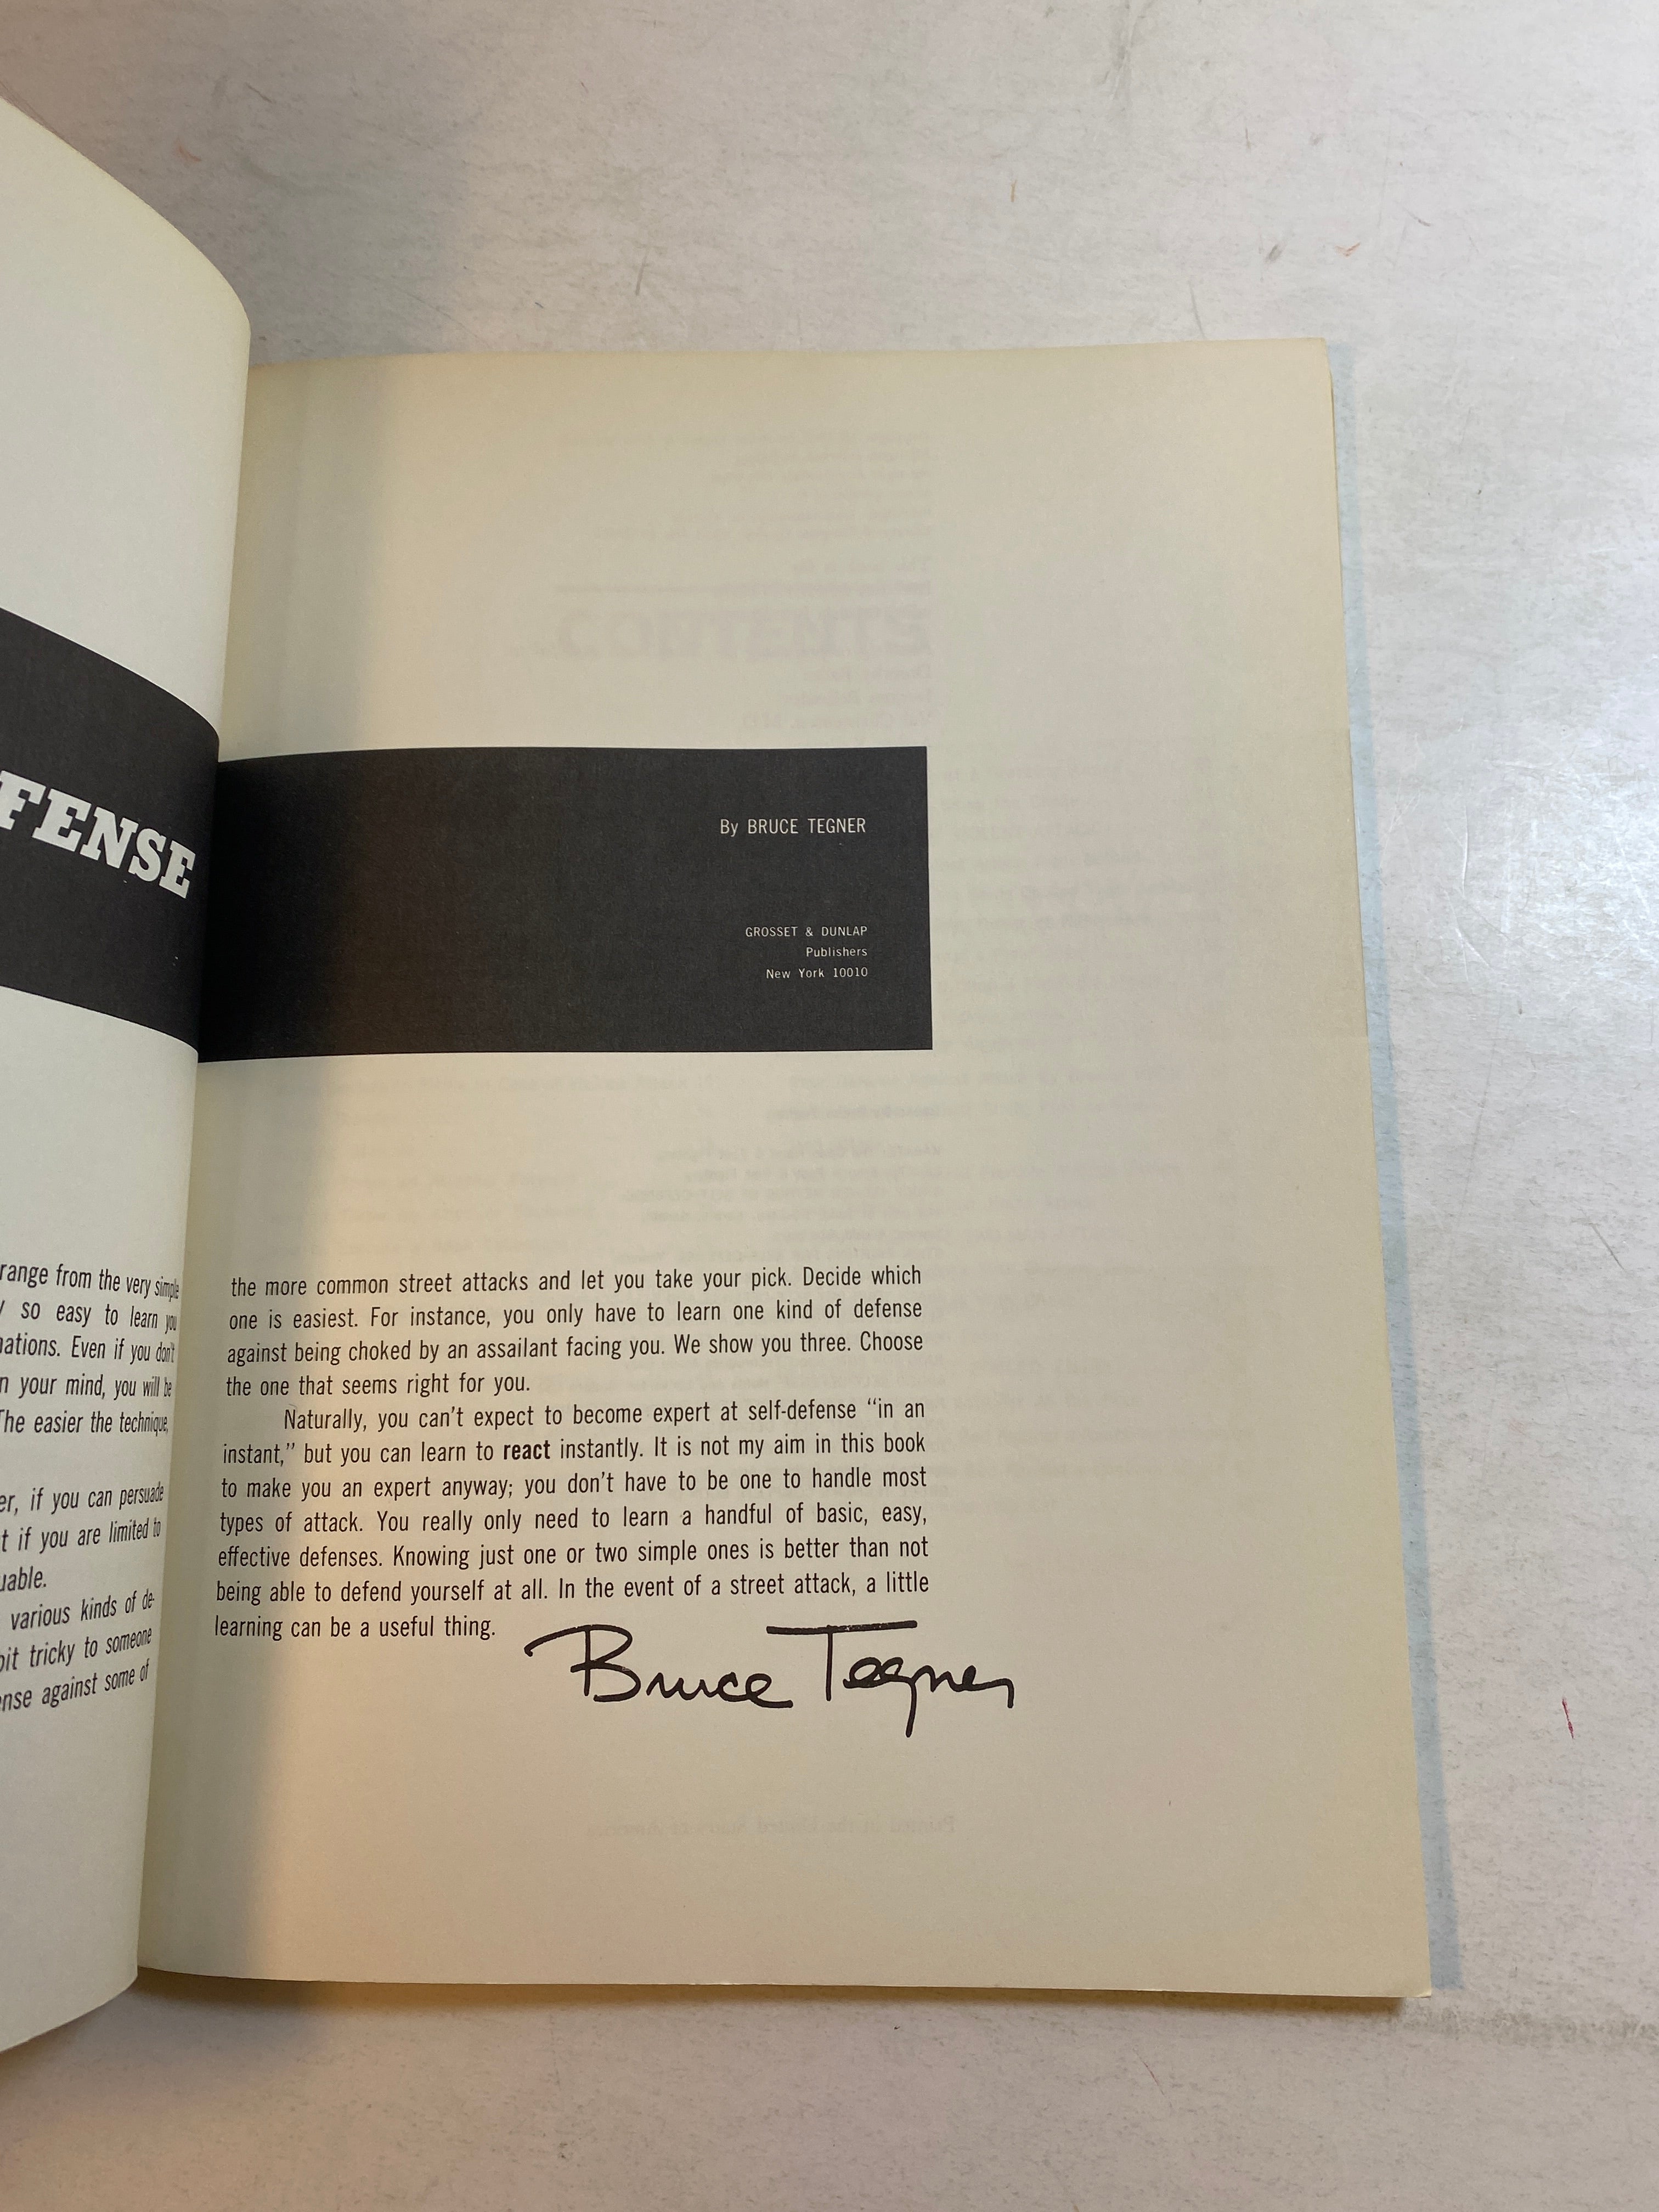 FENSE
range from the very simple
so easy to learn you
Even if you don't
your mind, you will be
The easier the technique,
if you can persuade
if you are limited to
various kinds of de-
tricky to someone
against some of
By BRUCE TEGNER
GROSSET & DUNLAP
Publishers
New York 10010
the more common street attacks and let you take your pick. Decide which
one is easiest. For instance, you only have to learn one kind of defense
against being choked by an assailant facing you. We show you three. Choose
the one that seems right for you.
Naturally, you can't expect to become expert at self-defense “in an
instant,” but you can learn to react instantly. It is not my aim in this book
to make you an expert anyway; you don't have to be one to handle most
types of attack. You really only need to learn a handful of basic, easy,
effective defenses. Knowing just one or two simple ones is better than not
being able to defend yourself at all. In the event of a street attack, a little
learning can be a useful thing.
Bruce Tegner